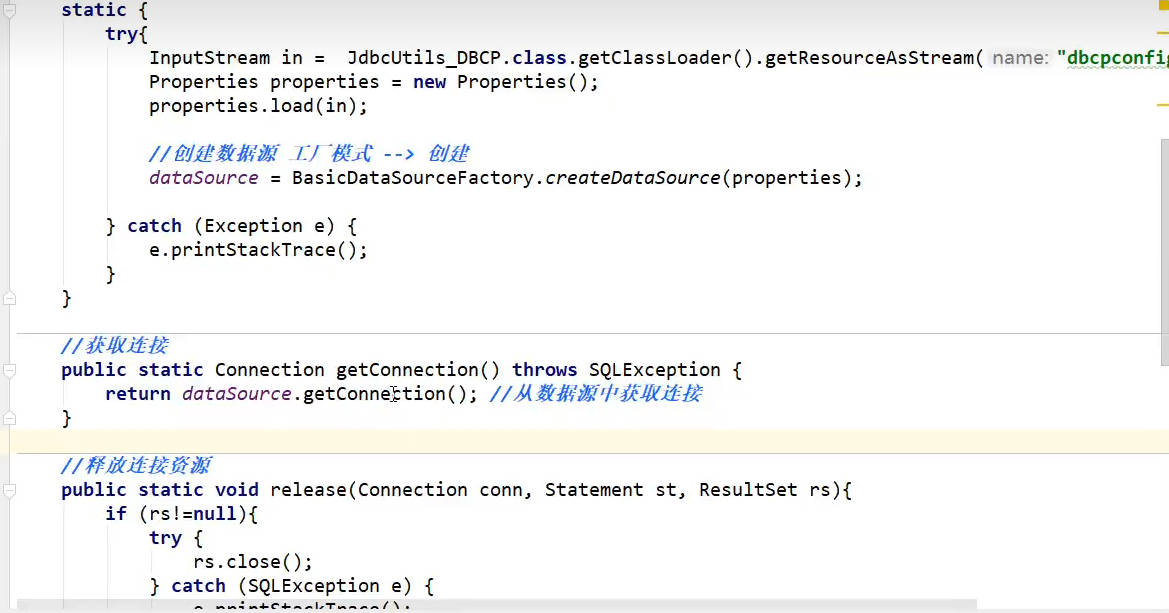 static {
try{
InputStream in = JdbcUtils_DBCP.class.getClassLoader().getResourceAsStream( name: "dbcpconfig
Properties properties = new Properties();
properties.load(in);
//创建数据源 工厂模式 --> 创建
dataSource = BasicDataSourceFactory.createDataSource(properties);
} catch (Exception e) {
e.printStackTrace();
}
}
//获取连接
public static Connection getConnection() throws SQLException {
return dataSource.getConnection(); //从数据源中获取连接
}
//释放连接资源
public static void release(Connection conn, Statement st, ResultSet rs){
if (rs!=null){
try {
rs.close();
} catch (SQLException e) {
e.printStackTrace();